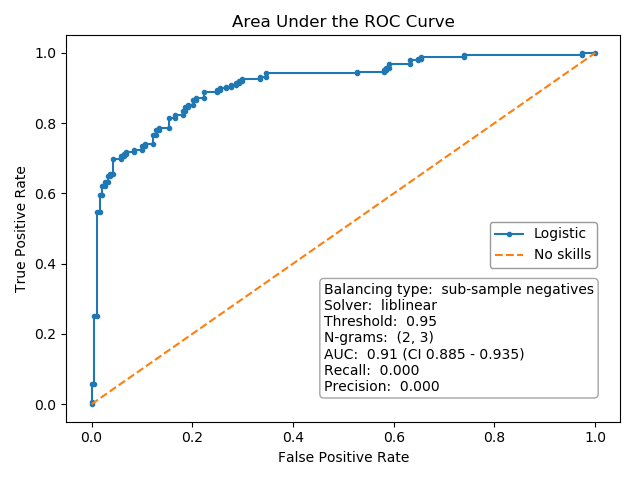 Area Under the ROC Curve
True Positive Rate
1.0
0.8
0.6
0.4
0.2
0.0
Logistic
No skills
Balancing type:  sub-sample negatives
Solver:  liblinear
Threshold:  0.95
N-grams:  (2, 3)
AUC:  0.91 (CI 0.885 - 0.935)
Recall:  0.000
Precision:  0.000
0.0 0.2 0.4 0.6 0.8 1.0
False Positive Rate